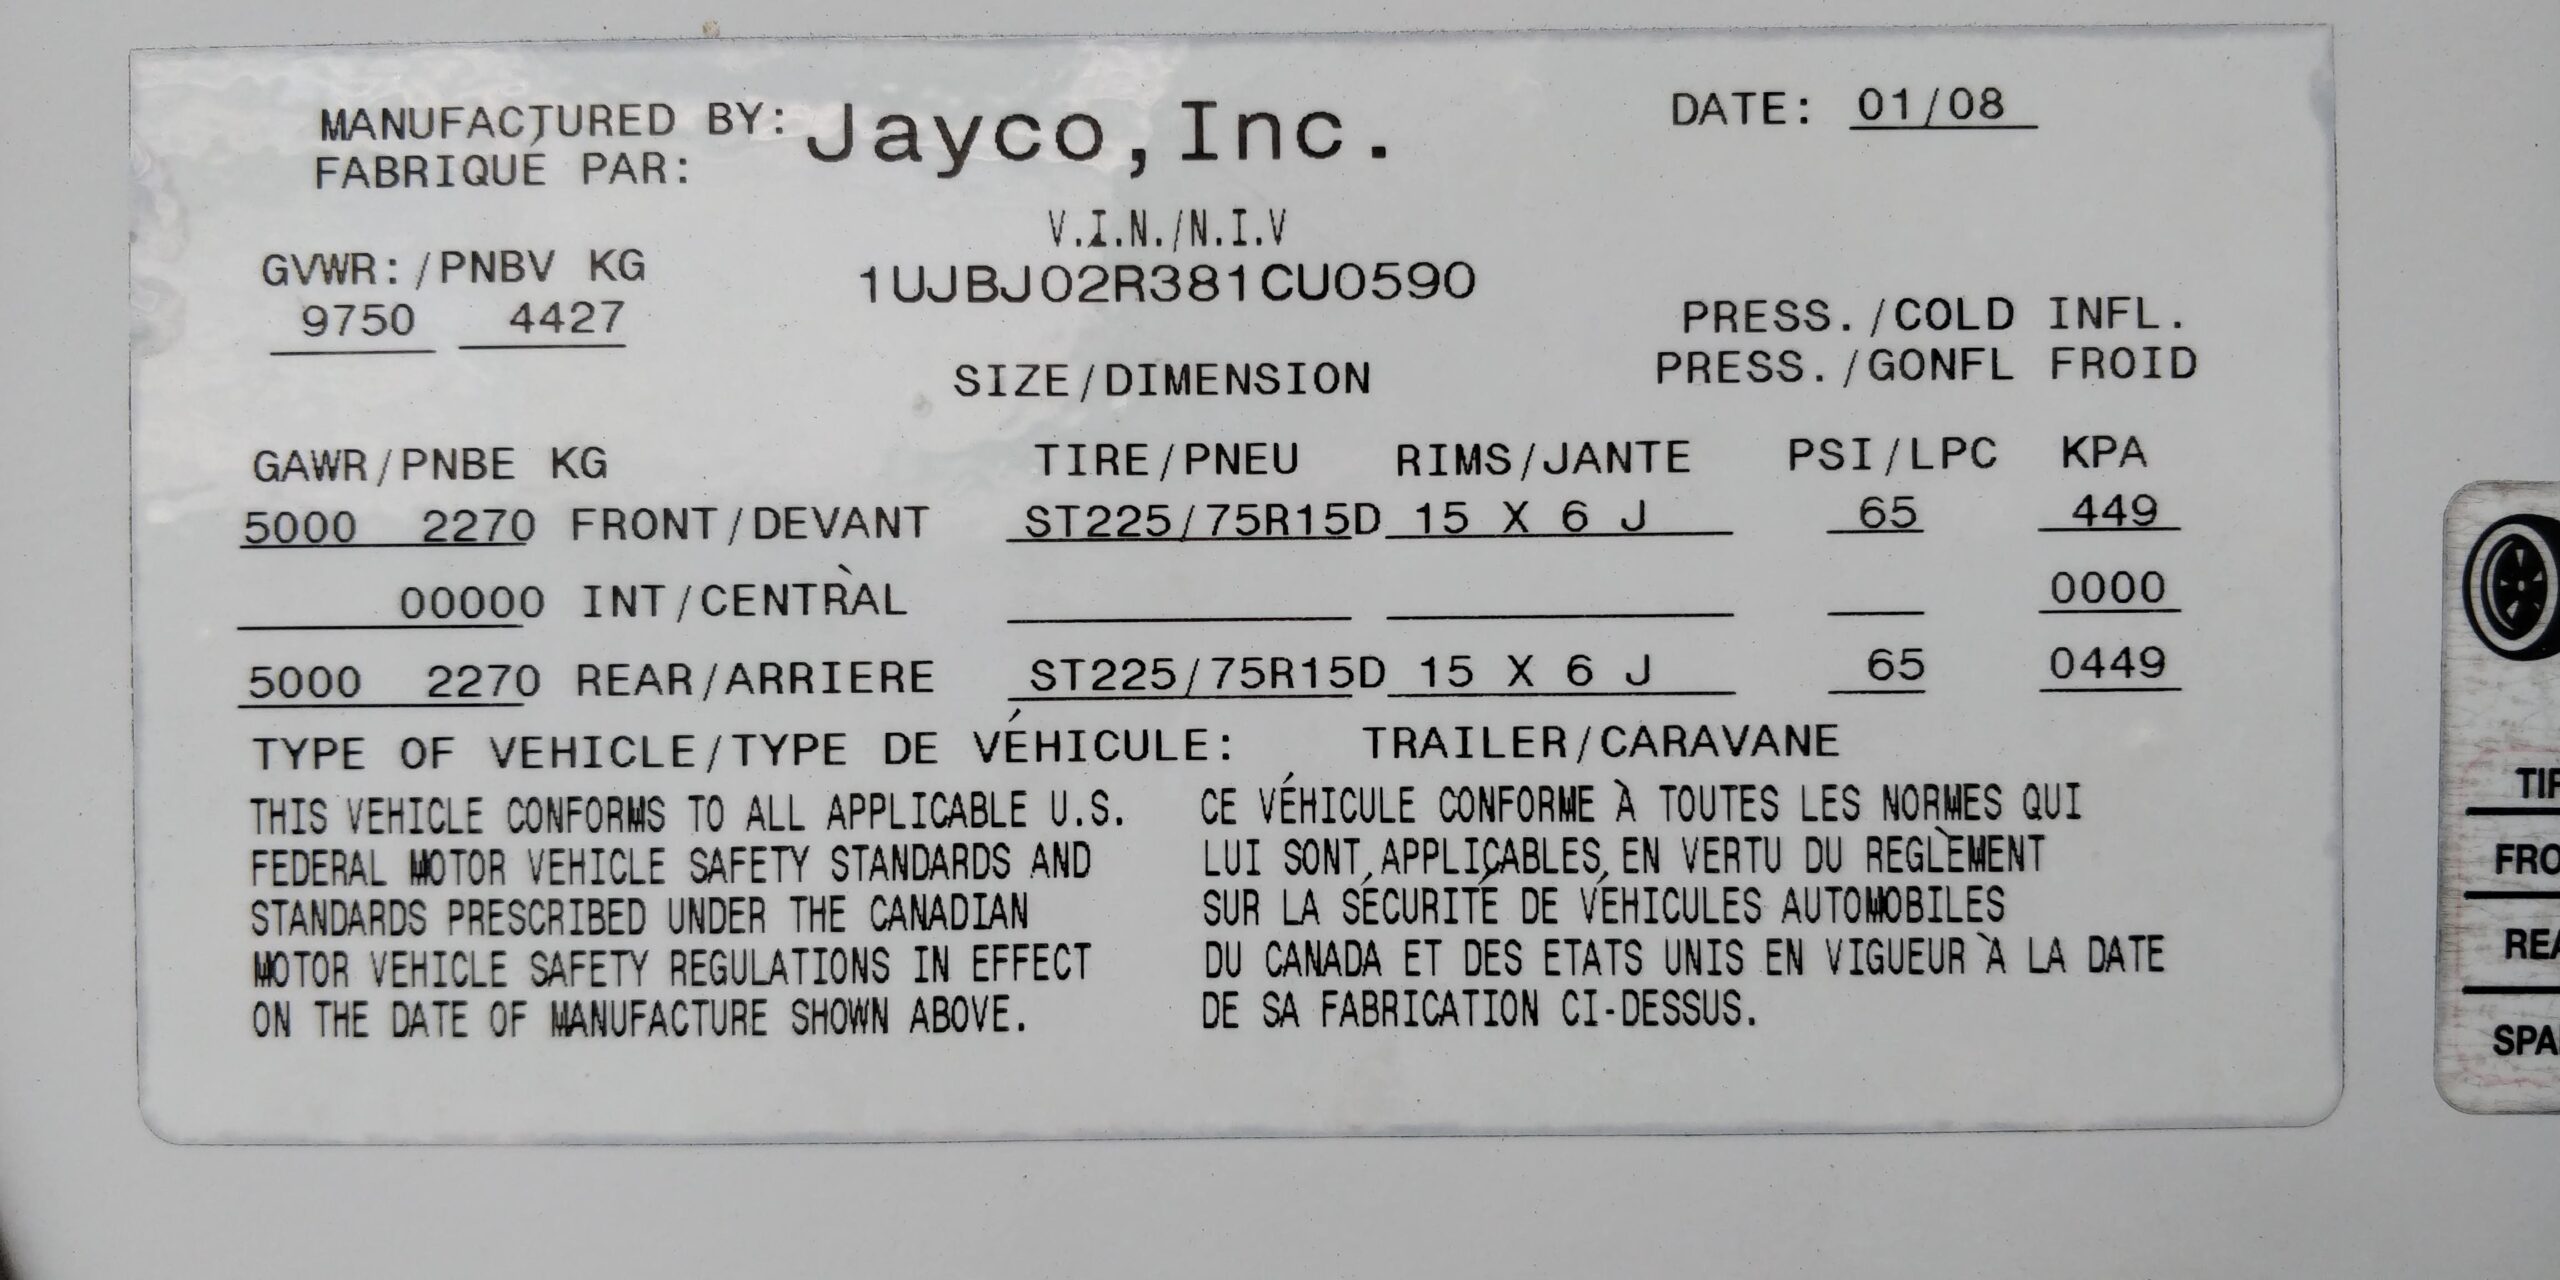 MANUFACTURED BY: Jayco, Inc. DATE: 01/08
FABRIQUÉ PAR:
V.I.N./N.I.V
GVWR:/PNBV KG 1UJBJ02R381CU0590
9750 4427
PRESS./COLD INFL.
SIZE/DIMENSION PRESS./GONFL FROID
GAWR/PNBE KG TIRE/PNEU RIMS/JANTE PSI/LPC KPA
5000 2270 FRONT/DEVANT ST225/75R15D 15 X 6 J 65 449
00000 INT/CENTRÀL 0000
5000 2270 REAR/ARRIERE ST225/75R15D 15 X 6 J 65 0449
TYPE OF VEHICLE/TYPE DE VÉHICULE: TRAILER/CARAVANE
THIS VEHICLE CONFORMS TO ALL APPLICABLE U.S.
FEDERAL MOTOR VEHICLE SAFETY STANDARDS AND
STANDARDS PRESCRIBED UNDER THE CANADIAN
MOTOR VEHICLE SAFETY REGULATIONS IN EFFECT
ON THE DATE OF MANUFACTURE SHOWN ABOVE.
CE VÉHICULE CONFORME À TOUTES LES NORMES QUI
LUI SONT APPLICABLES EN VERTU DU REGLÈMENT
SUR LA SÉCURITÉ DE VÉHICULES AUTOMOBILES
DU CANADA ET DES ETATS UNIS EN VIGUEUR À LA DATE
DE SA FABRICATION CI-DESSUS.